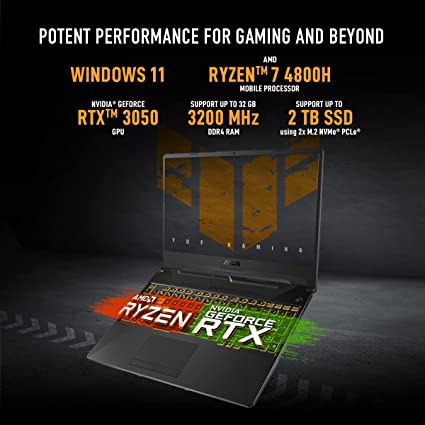 POTENT PERFORMANCE FOR GAMING AND BEYOND
WINDOWS 11
AMD
RYZEN™ 7 4800H
MOBILE PROCESSOR
NVIDIA® GEFORCE
RTX™ 3050
GPU
SUPPORT UP TO 32 GB
3200 MHz
DDR4 RAM
SUPPORT UP TO
2 TB SSD
using 2x M.2 NVMe® PCIe®
TUF GAMING
ASUS
AMD
RYZEN
NVIDIA
GEFORCE
RTX